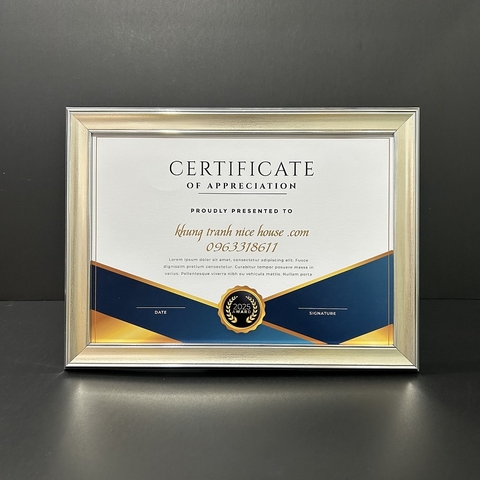 CERTIFICATE
OF APPRECIATION
PROUDLY PRESENTED TO
khung tranh nice house .com
0963318611
Lorem ipsum dolor sit amet, consectetur adipiscing elit. Fusce
dignissim pretium consectetur. Curabitur tempor posuere massa in
varius. Pellentesque viverra nibh eu vehicula mattis. Nullam porta
2025
AWARD
DATE
SIGNATURE